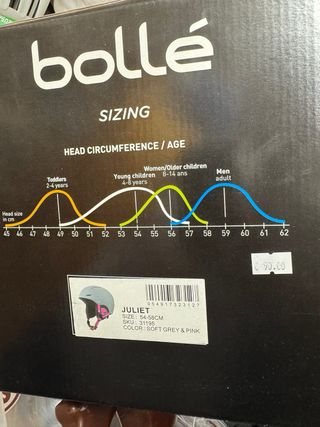 bollé
SIZING
HEAD CIRCUMFERENCE / AGE
Toddlers
2-4 years
Young children
4-8 years
Women/Older children
8-14 ans
Men
adult
Head size
in cm
45 46 47 48 49 50 51 52 53 54 55 56 57 58 59 60 61 62
JULIET
SIZE : 54-58CM
SKU : 31195
COLOR : SOFT GREY & PINK